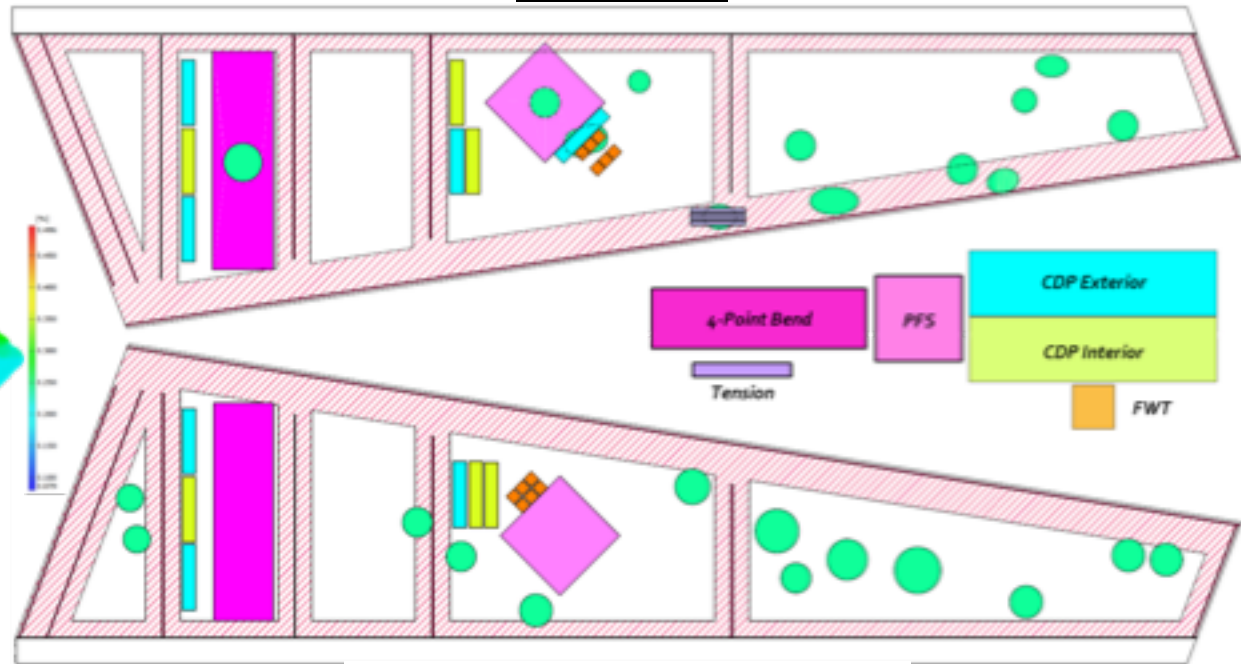 CDP Exterior
4-Point Bend
PFS
CDP Interior
Tension
FWT